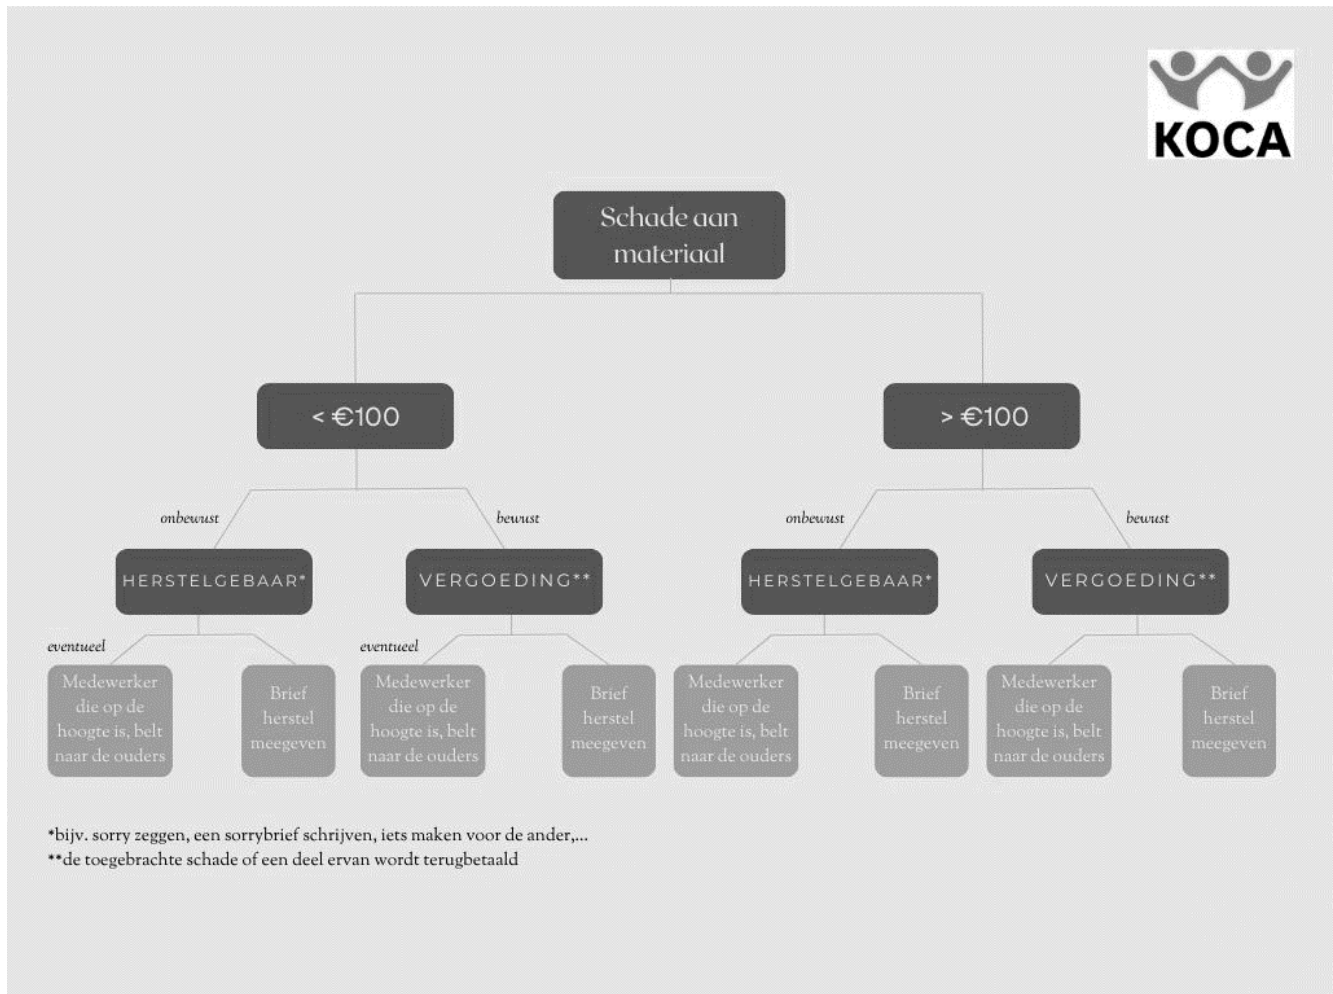 KOCA
Schade aan
materiaal
< €100
> €100
onbewust
bewust
onbewust
bewust
HERSTELGEBAAR*
VERGOEDING**
HERSTELGEBAAR*
VERGOEDING**
eventueel
eventueel
Medewerker
die op de
hoogte is, belt
naar de ouders
Brief
herstel
meegeven
Medewerker
die op de
hoogte is, belt
naar de ouders
Brief
herstel
meegeven
Medewerker
die op de
hoogte is, belt
naar de ouders
Brief
herstel
meegeven
Medewerker
die op de
hoogte is, belt
naar de ouders
Brief
herstel
meegeven
*bijv. sorry zeggen, een sorrybrief schrijven, iets maken voor de ander,...
**de toegebrachte schade of een deel ervan wordt terugbetaald